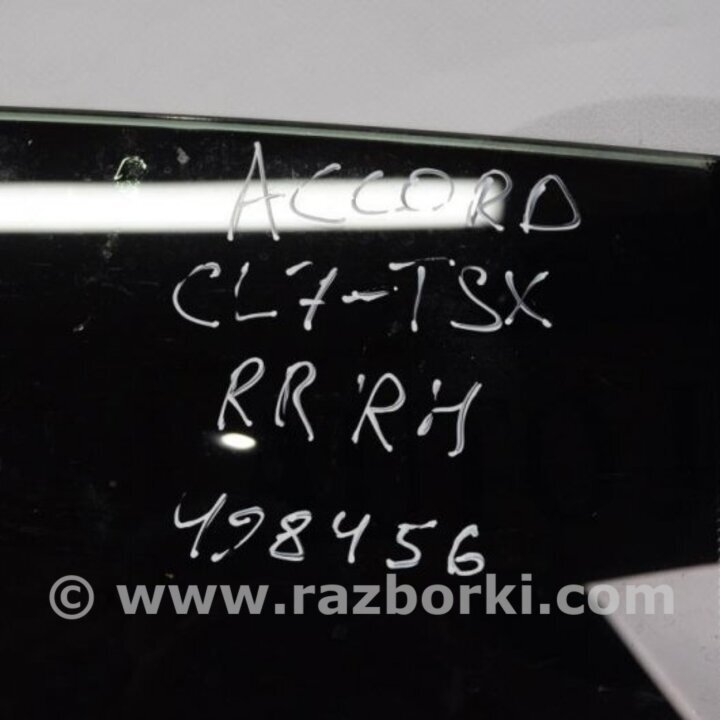 ACCORD
CL7-TSX
RR RH
498456
© www.razborki.com